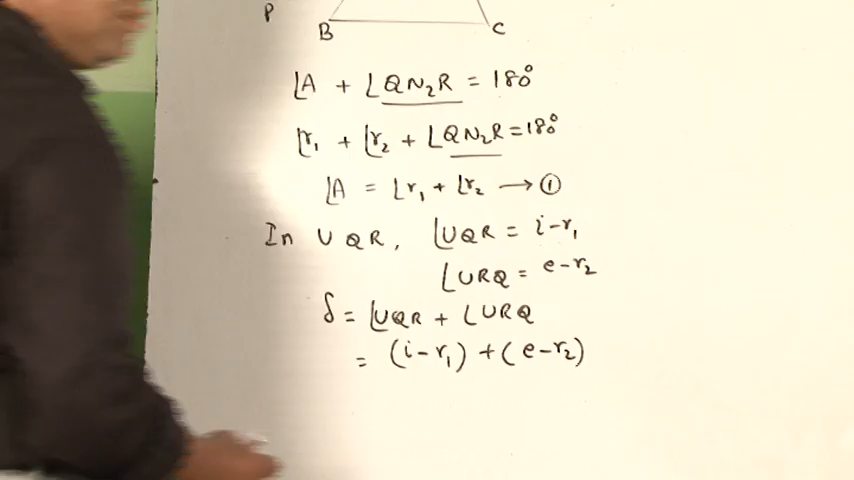 P
B C
∠A + ∠QN₂R = 180°
∠r₁ + ∠r₂ + ∠QN₂R = 180°
∠A = ∠r₁ + ∠r₂ → ①
In UQR, ∠UQR = i-r₁
∠URQ = e-r₂
δ = ∠UQR + ∠URQ
= (i-r₁) + (e-r₂)